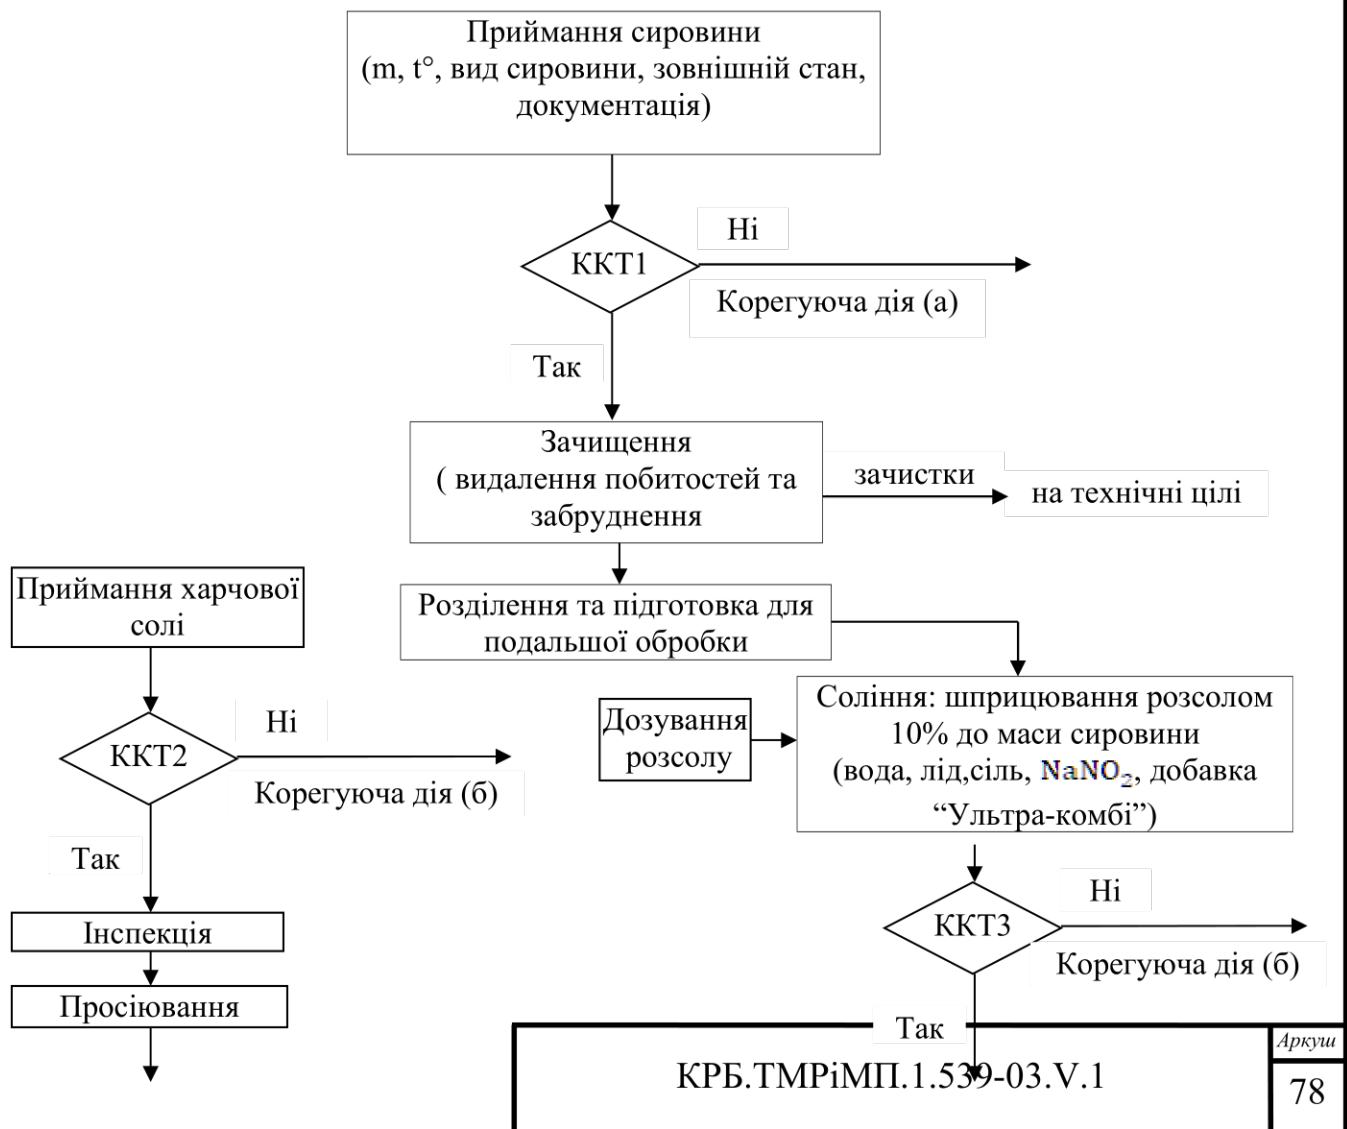 Приймання сировини
(m, t°, вид сировини, зовнішній стан,
документація)
Ні
ККТ1
Корегуюча дія (а)
Так
Зачищення
( видалення побитостей та
забруднення
зачистки
на технічні цілі
Приймання харчової
солі
Розділення та підготовка для
подальшої обробки
Дозування
розсолу
Соління: шприцювання розсолом
10% до маси сировини
(вода, лід,сіль, NaNO₂, добавка
“Ультра-комбі”)
Ні
ККТ2
Корегуюча дія (б)
Так
Інспекція
Просіювання
Ні
ККТ3
Корегуюча дія (б)
Так
КРБ.ТМРіМП.1.539-03.V.1
Аркуш
78